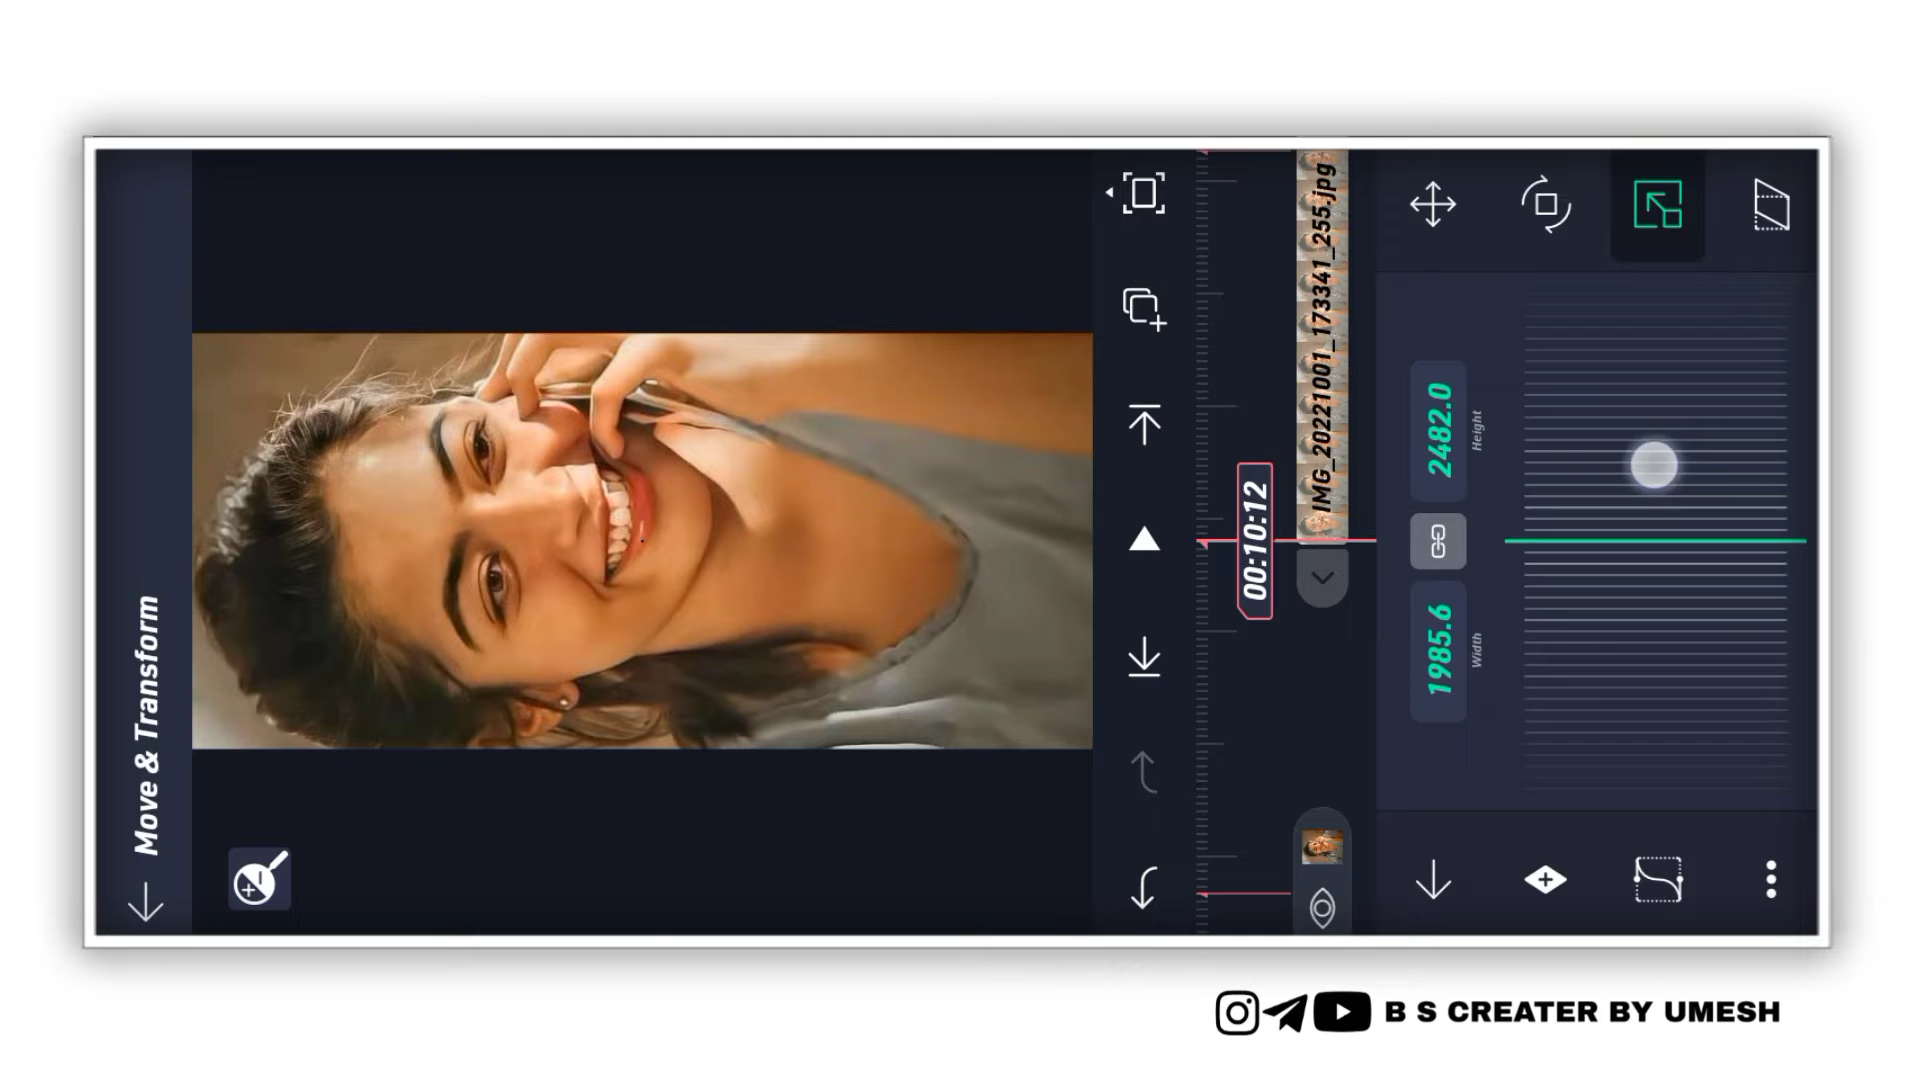 Move & Transform
00:10:12
IMG_20221001_173341_255.jpg
1985.6
Width
2482.0
Height
B S CREATER BY UMESH